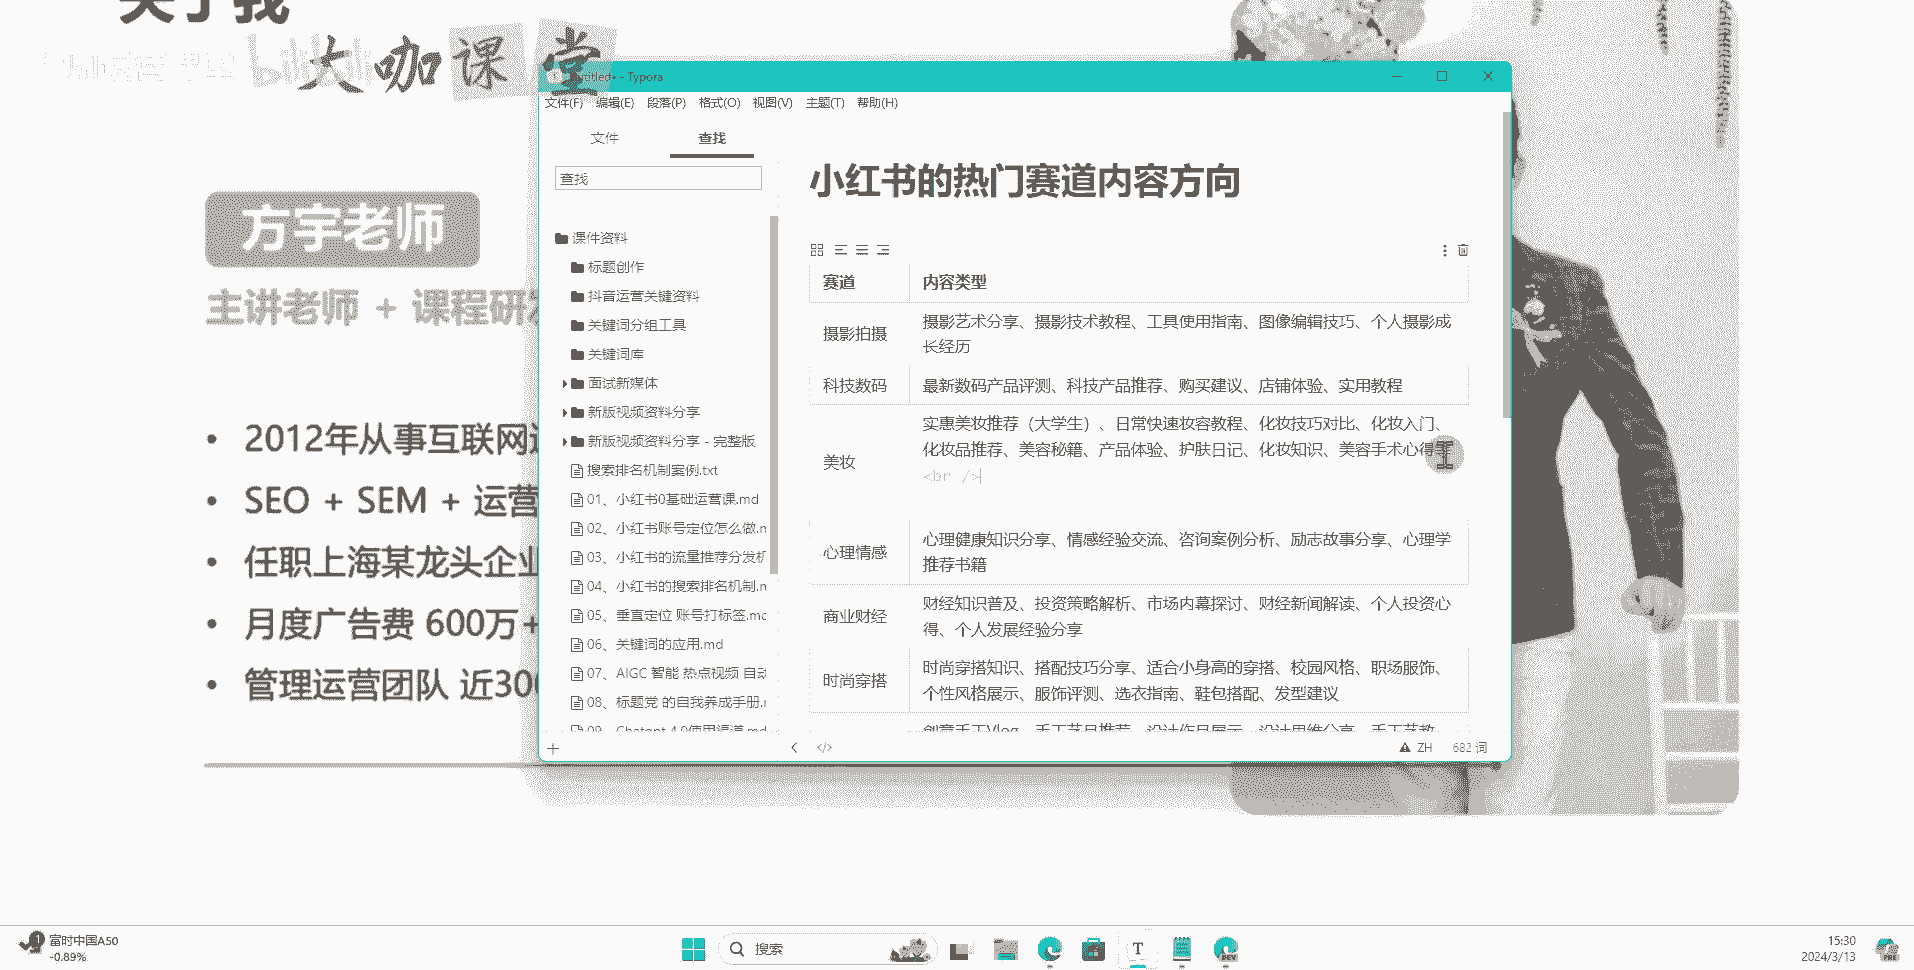 关于我
bilibili
大咖课堂
方宇老师
主讲老师 + 课程研发
2012年从事互联网
SEO + SEM + 运营
任职上海某龙头企业
月度广告费 600万+
管理运营团队 近300
Untitled• - Typora
文件(F) 编辑(E) 段落(P) 格式(O) 视图(V) 主题(T) 帮助(H)
文件 查找
查找
课件资料
标题创作
抖音运营关键资料
关键词分组工具
关键词库
面试新媒体
新版视频资料分享
新版视频资料分享 - 完整版
搜索排名机制案例.txt
01、小红书0基础运营课.md
02、小红书账号定位怎么做.m
03、小红书的流量推荐分发机
04、小红书的搜索排名机制.m
05、垂直定位 账号打标签.mc
06、关键词的应用.md
07、AIGC 智能 热点视频 自动
08、标题党 的自我养成手册.r
09、Chatgpt 4.0使用渠道.md
小红书的热门赛道内容方向
赛道 内容类型
摄影拍摄 摄影艺术分享、摄影技术教程、工具使用指南、图像编辑技巧、个人摄影成
长经历
科技数码 最新数码产品评测、科技产品推荐、购买建议、店铺体验、实用教程
美妆 实惠美妆推荐（大学生）、日常快速妆容教程、化妆技巧对比、化妆入门、
化妆品推荐、美容秘籍、产品体验、护肤日记、化妆知识、美容手术心得等
<br />
心理情感 心理健康知识分享、情感经验交流、咨询案例分析、励志故事分享、心理学
推荐书籍
商业财经 财经知识普及、投资策略解析、市场内幕探讨、财经新闻解读、个人投资心
得、个人发展经验分享
时尚穿搭 时尚穿搭知识、搭配技巧分享、适合小身高的穿搭、校园风格、职场服饰、
个性风格展示、服饰评测、选衣指南、鞋包搭配、发型建议
创意手工Vlog、手工艺品推荐、设计作品展示、设计思维分享、手工艺教
ZH 682 词
1
富时中国A50
-0.89%
搜索
T
DEV
15:30
2024/3/13
PRE